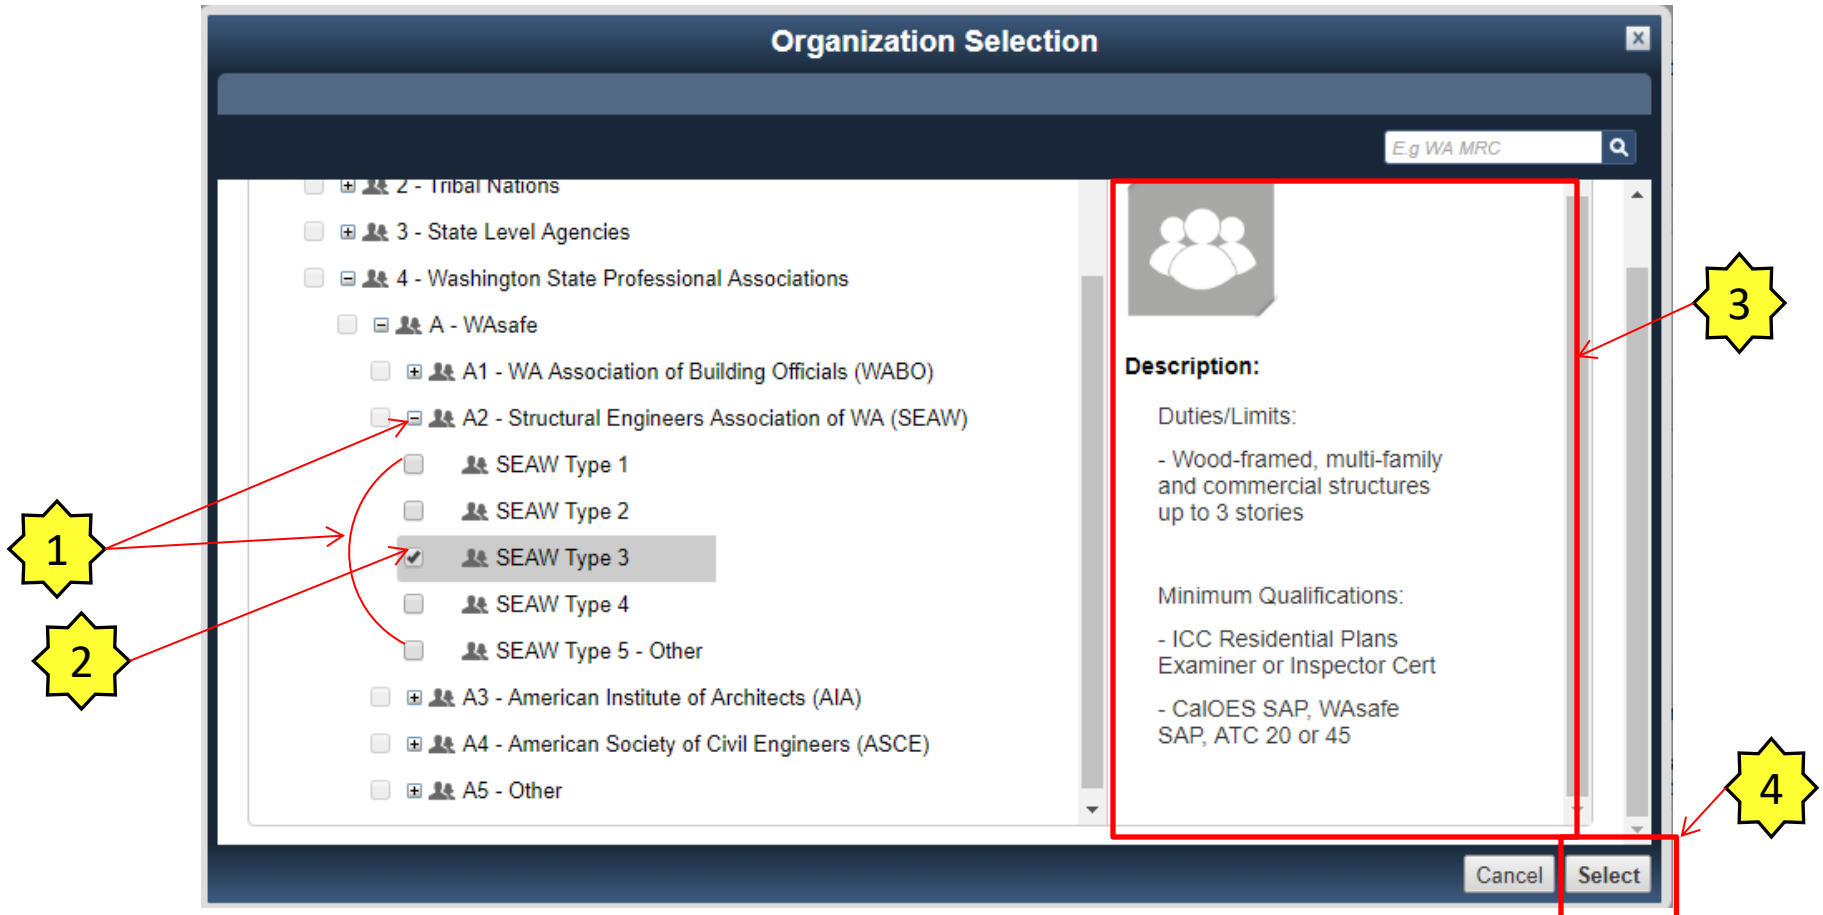 Organization Selection
x
E.g WA MRC
2 - Tribal Nations
3 - State Level Agencies
4 - Washington State Professional Associations
A - WAsafe
A1 - WA Association of Building Officials (WABO)
A2 - Structural Engineers Association of WA (SEAW)
SEAW Type 1
SEAW Type 2
SEAW Type 3
SEAW Type 4
SEAW Type 5 - Other
A3 - American Institute of Architects (AIA)
A4 - American Society of Civil Engineers (ASCE)
A5 - Other
Description:
Duties/Limits:
- Wood-framed, multi-family
and commercial structures
up to 3 stories
Minimum Qualifications:
- ICC Residential Plans
Examiner or Inspector Cert
- CalOES SAP, WAsafe
SAP, ATC 20 or 45
Cancel
Select
1
2
3
4